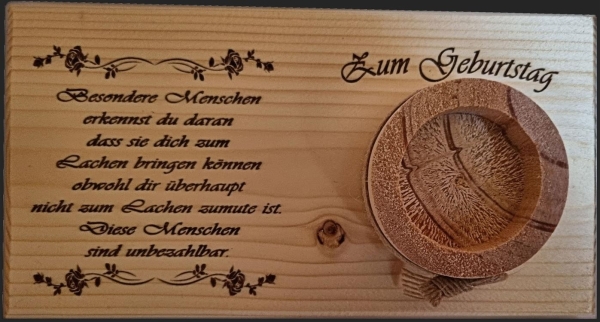 Zum Geburtstag
Besondere Menschen
erkennst du daran
dass sie dich zum
Lachen bringen können
obwohl dir überhaupt
nicht zum Lachen zumute ist.
Diese Menschen
sind unbezahlbar.